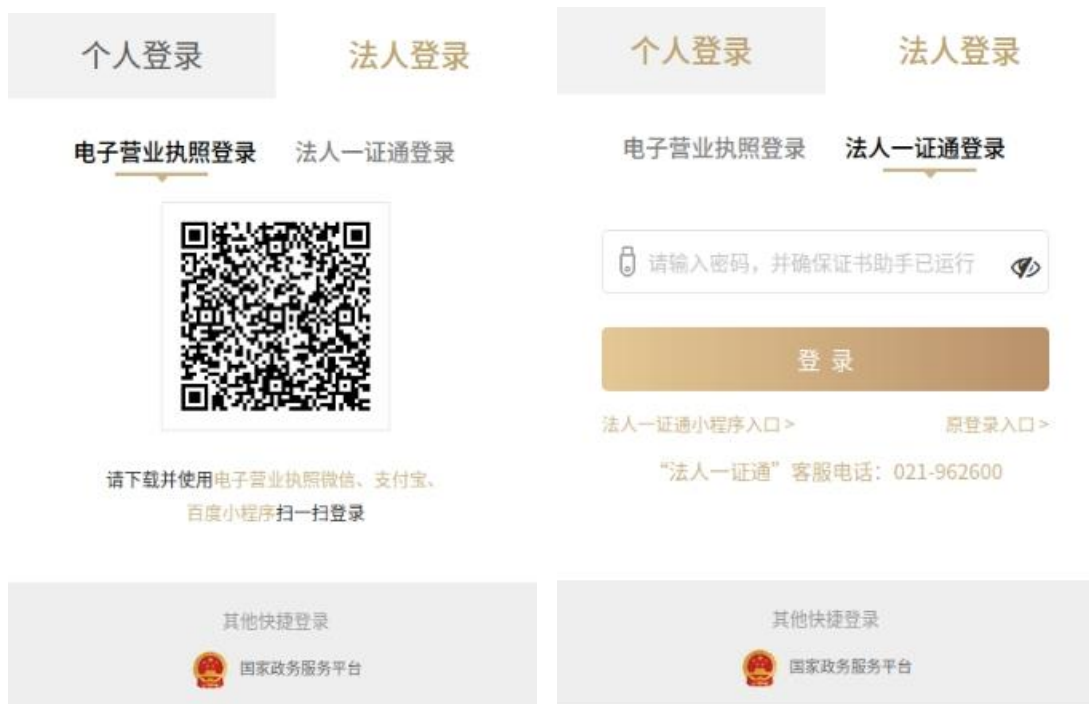 个人登录
法人登录
电子营业执照登录
法人一证通登录
请下载并使用电子营业执照微信、支付宝、
百度小程序扫一扫登录
其他快捷登录
国家政务服务平台
个人登录
法人登录
电子营业执照登录
法人一证通登录
请输入密码，并确保证书助手已运行
登录
法人一证通小程序入口>
原登录入口>
“法人一证通”客服电话：021-962600
其他快捷登录
国家政务服务平台